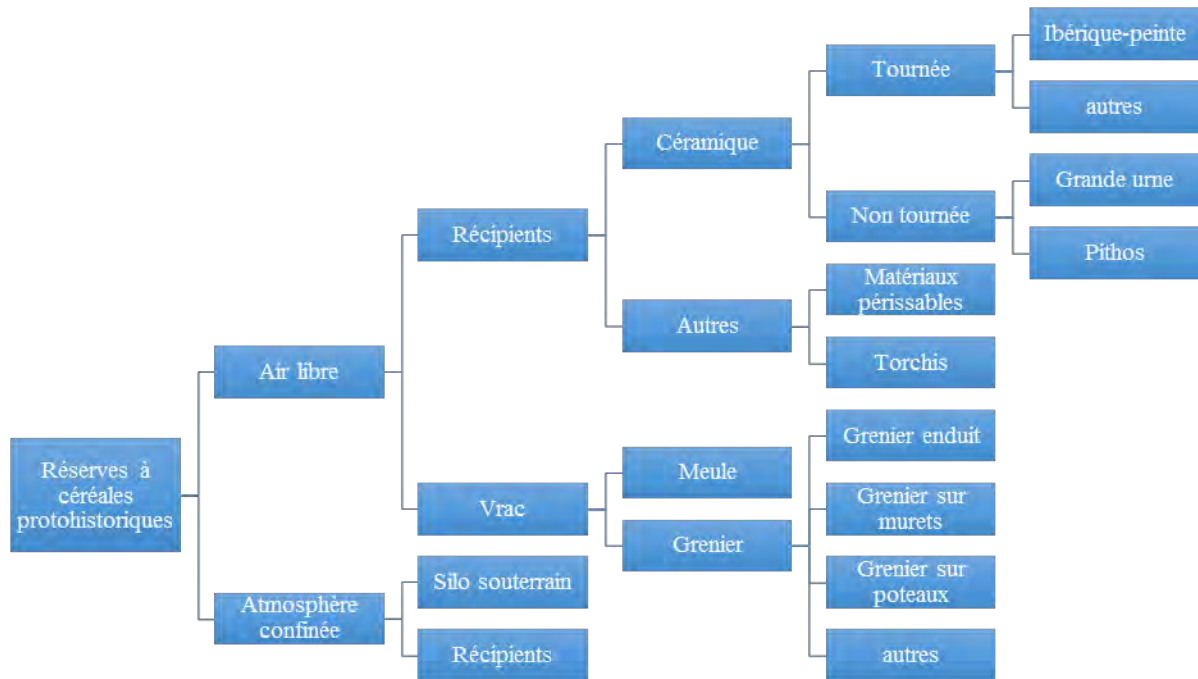 Ibérique-peinte
Tournée
autres
Céramique
Grande urne
Non tournée
Récipients
Pithos
Matériaux
périssables
Autres
Torchis
Air libre
Grenier enduit
Réserves à
céréales
protohistoriques
Meule
Grenier sur
murets
Vrac
Grenier
Silo souterrain
Grenier sur
poteaux
Atmosphère
confinée
Récipients
autres